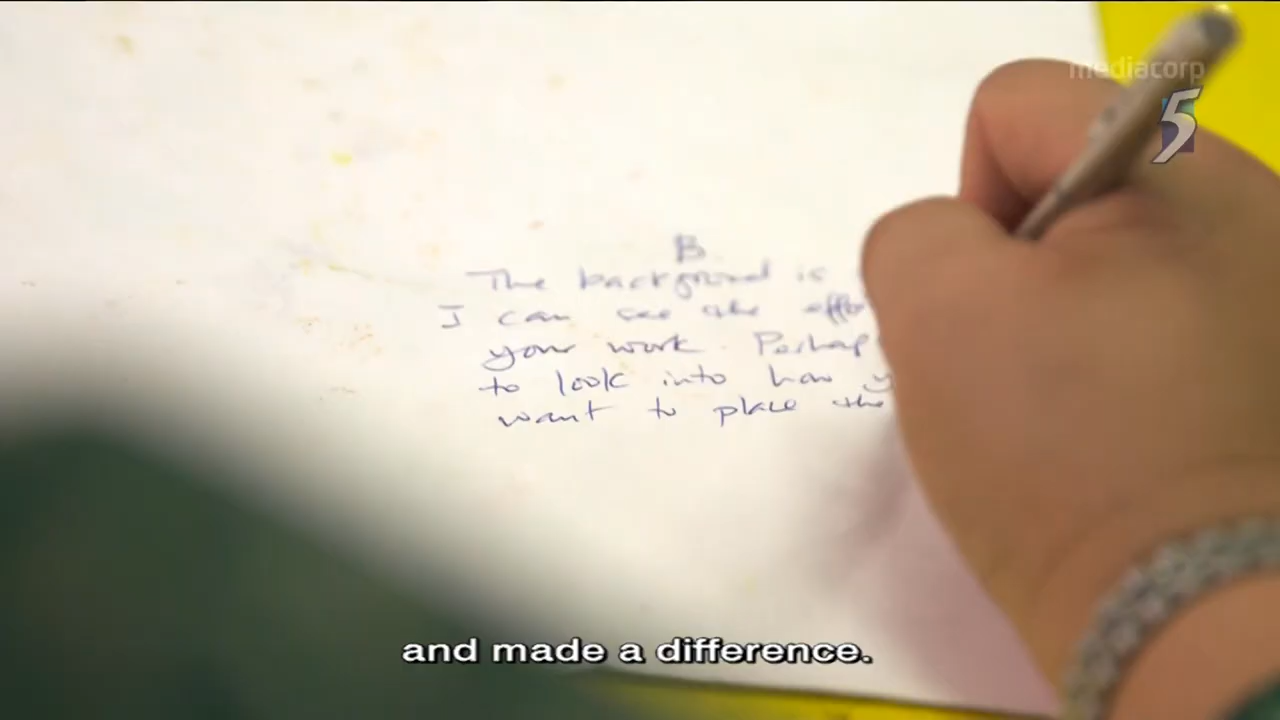 mediacorp
5
B
The background is
I can see the effo
your work. Perhap
to look into how y
want to place the
and made a difference.